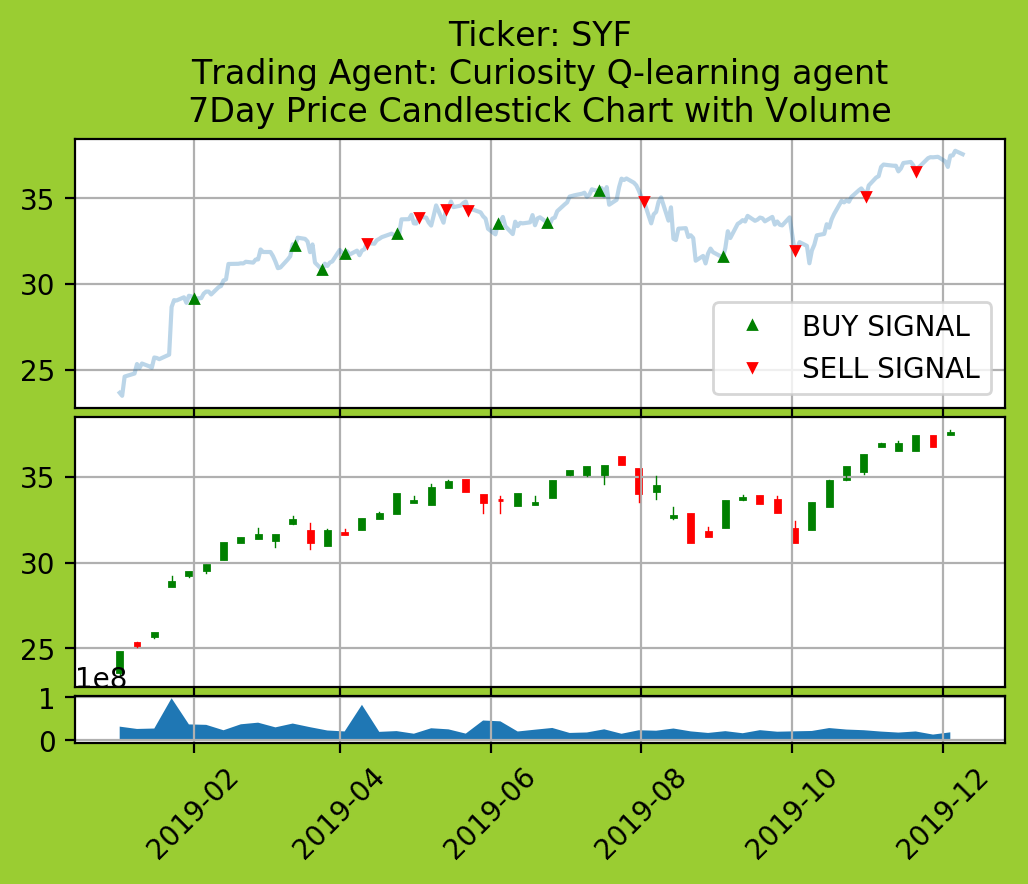 Ticker: SYF
Trading Agent: Curiosity Q-learning agent
7Day Price Candlestick Chart with Volume
35
30
25
BUY SIGNAL
SELL SIGNAL
35
30
25
1e8
1
0
2019-02
2019-04
2019-06
2019-08
2019-10
2019-12